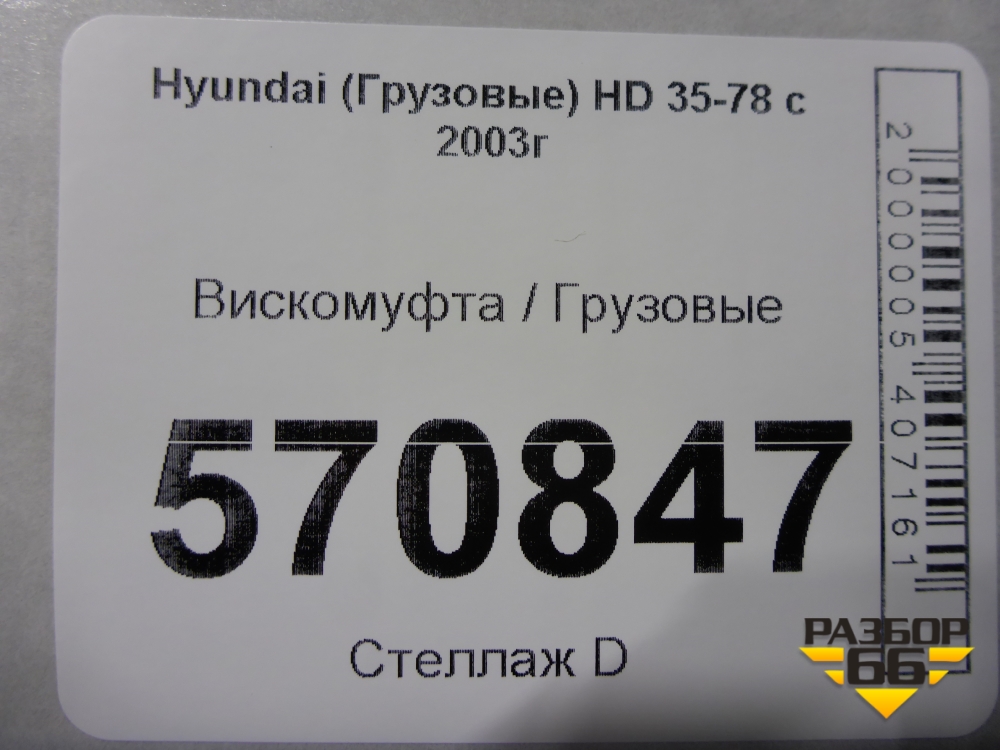 Hyundai (Грузовые) HD 35-78 с
2003г
Вискомуфта / Грузовые
570847
Стеллаж D
2000005407161
РАЗБОР
66